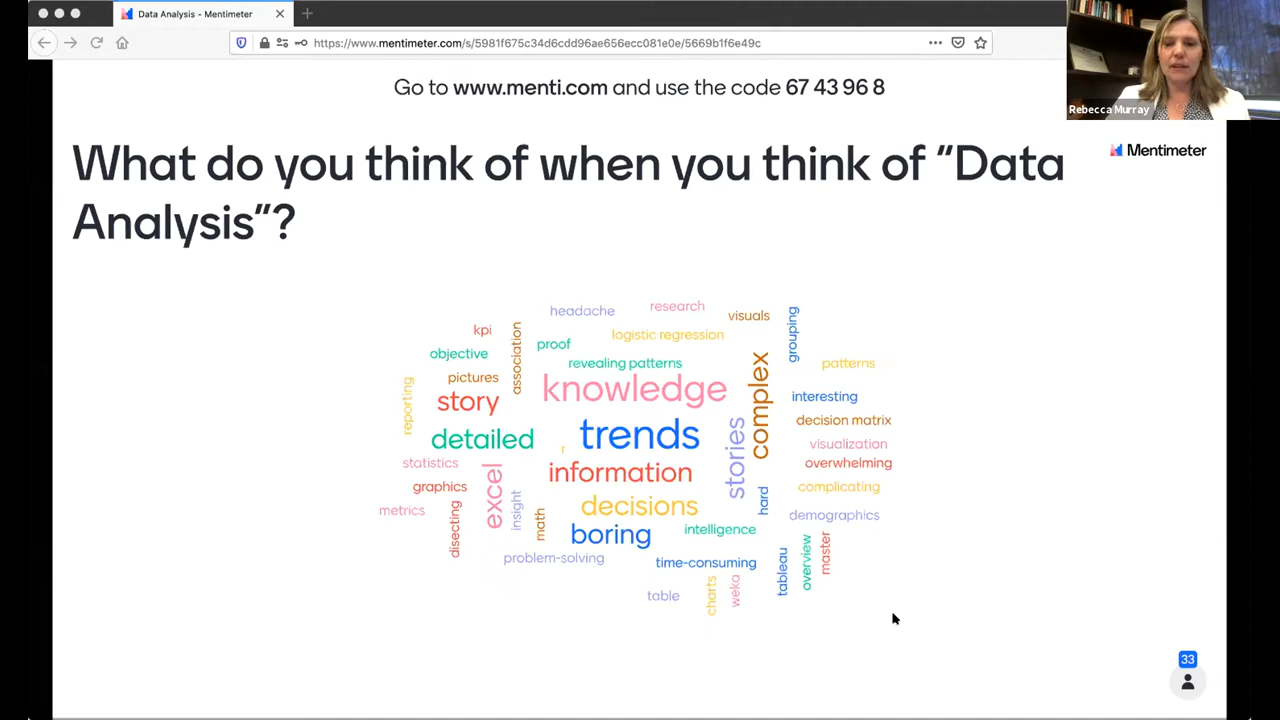 Data Analysis - Mentimeter
https://www.mentimeter.com/s/5981f675c34d6cdd96ae656ecc081e0e/5669b1f6e49c
Rebecca Murray
Go to www.menti.com and use the code 67 43 96 8
Mentimeter
What do you think of when you think of "Data
Analysis"?
headache
research
visuals
grouping
kpi
association
proof
logistic regression
objective
revealing patterns
patterns
pictures
reporting
story
knowledge
complex
interesting
decision matrix
detailed
r
trends
stories
visualization
statistics
information
overwhelming
graphics
excel
insight
decisions
hard
complicating
metrics
disecting
math
boring
intelligence
demographics
problem-solving
time-consuming
tableau
overview
master
table
charts
weka
33